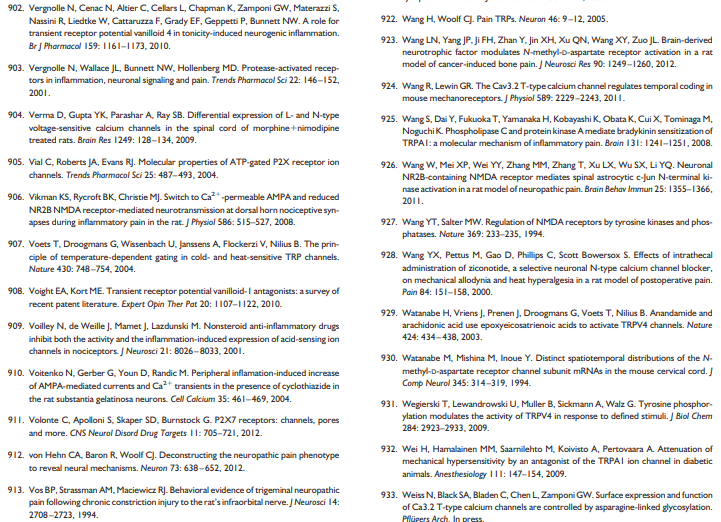 902. Vergnolle N, Cenac N, Altier C, Cellars L, Chapman K, Zamponi GW, Materazzi S,
Nassini R, Liedtke W, Cattaruzza F, Grady EF, Geppetti P, Bunnett NW. A role for
transient receptor potential vanilloid 4 in tonicity-induced neurogenic inflammation.
Br J Pharmacol 159: 1161–1173, 2010.
903. Vergnolle N, Wallace JL, Bunnett NW, Hollenberg MD. Protease-activated recep-
tors in inflammation, neuronal signaling and pain. Trends Pharmacol Sci 22: 146–152,
2001.
904. Verma D, Gupta YK, Parashar A, Ray SB. Differential expression of L- and N-type
voltage-sensitive calcium channels in the spinal cord of morphine+nimodipine
treated rats. Brain Res 1249: 128–134, 2009.
905. Vial C, Roberts JA, Evans RJ. Molecular properties of ATP-gated P2X receptor ion
channels. Trends Pharmacol Sci 25: 487–493, 2004.
906. Vikman KS, Rycroft BK, Christie MJ. Switch to Ca²⁺-permeable AMPA and reduced
NR2B NMDA receptor-mediated neurotransmission at dorsal horn nociceptive syn-
apses during inflammatory pain in the rat. J Physiol 586: 515–527, 2008.
907. Voets T, Droogmans G, Wissenbach U, Janssens A, Flockerzi V, Nilius B. The prin-
ciple of temperature-dependent gating in cold- and heat-sensitive TRP channels.
Nature 430: 748–754, 2004.
908. Voight EA, Kort ME. Transient receptor potential vanilloid-1 antagonists: a survey of
recent patent literature. Expert Opin Ther Pat 20: 1107–1122, 2010.
909. Voilley N, de Weille J, Mamet J, Lazdunski M. Nonsteroid anti-inflammatory drugs
inhibit both the activity and the inflammation-induced expression of acid-sensing ion
channels in nociceptors. J Neurosci 21: 8026–8033, 2001.
910. Voitenko N, Gerber G, Youn D, Randic M. Peripheral inflamation-induced increase
of AMPA-mediated currents and Ca²⁺ transients in the presence of cyclothiazide in
the rat substantia gelatinosa neurons. Cell Calcium 35: 461–469, 2004.
911. Volonte C, Apolloni S, Skaper SD, Burnstock G. P2X7 receptors: channels, pores
and more. CNS Neurol Disord Drug Targets 11: 705–721, 2012.
912. von Hehn CA, Baron R, Woolf CJ. Deconstructing the neuropathic pain phenotype
to reveal neural mechanisms. Neuron 73: 638–652, 2012.
913. Vos BP, Strassman AM, Maciewicz RJ. Behavioral evidence of trigeminal neuropathic
pain following chronic constriction injury to the rat's infraorbital nerve. J Neurosci 14:
2708–2723, 1994.
922. Wang H, Woolf CJ. Pain TRPs. Neuron 46: 9–12, 2005.
923. Wang LN, Yang JP, Ji FH, Zhan Y, Jin XH, Xu QN, Wang XY, Zuo JL. Brain-derived
neurotrophic factor modulates N-methyl-D-aspartate receptor activation in a rat
model of cancer-induced bone pain. J Neurosci Res 90: 1249–1260, 2012.
924. Wang R, Lewin GR. The Cav3.2 T-type calcium channel regulates temporal coding in
mouse mechanoreceptors. J Physiol 589: 2229–2243, 2011.
925. Wang S, Dai Y, Fukuoka T, Yamanaka H, Kobayashi K, Obata K, Cui X, Tominaga M,
Noguchi K. Phospholipase C and protein kinase A mediate bradykinin sensitization of
TRPA1: a molecular mechanism of inflammatory pain. Brain 131: 1241–1251, 2008.
926. Wang W, Mei XP, Wei YY, Zhang MM, Zhang T, Xu LX, Wu SX, Li YQ. Neuronal
NR2B-containing NMDA receptor mediates spinal astrocytic c-Jun N-terminal ki-
nase activation in a rat model of neuropathic pain. Brain Behav Immun 25: 1355–1366,
2011.
927. Wang YT, Salter MW. Regulation of NMDA receptors by tyrosine kinases and phos-
phatases. Nature 369: 233–235, 1994.
928. Wang YX, Pettus M, Gao D, Phillips C, Scott Bowersox S. Effects of intrathecal
administration of ziconotide, a selective neuronal N-type calcium channel blocker,
on mechanical allodynia and heat hyperalgesia in a rat model of postoperative pain.
Pain 84: 151–158, 2000.
929. Watanabe H, Vriens J, Prenen J, Droogmans G, Voets T, Nilius B. Anandamide and
arachidonic acid use epoxyeicosatrienoic acids to activate TRPV4 channels. Nature
424: 434–438, 2003.
930. Watanabe M, Mishina M, Inoue Y. Distinct spatiotemporal distributions of the N-
methyl-D-aspartate receptor channel subunit mRNAs in the mouse cervical cord. J
Comp Neurol 345: 314–319, 1994.
931. Wegierski T, Lewandrowski U, Muller B, Sickmann A, Walz G. Tyrosine phosphor-
ylation modulates the activity of TRPV4 in response to defined stimuli. J Biol Chem
284: 2923–2933, 2009.
932. Wei H, Hamalainen MM, Saarnilehto M, Koivisto A, Pertovaara A. Attenuation of
mechanical hypersensitivity by an antagonist of the TRPA1 ion channel in diabetic
animals. Anesthesiology 111: 147–154, 2009.
933. Weiss N, Black SA, Bladen C, Chen L, Zamponi GW. Surface expression and function
of Ca3.2 T-type calcium channels are controlled by asparagine-linked glycosylation.
Pflügers Arch. In press.